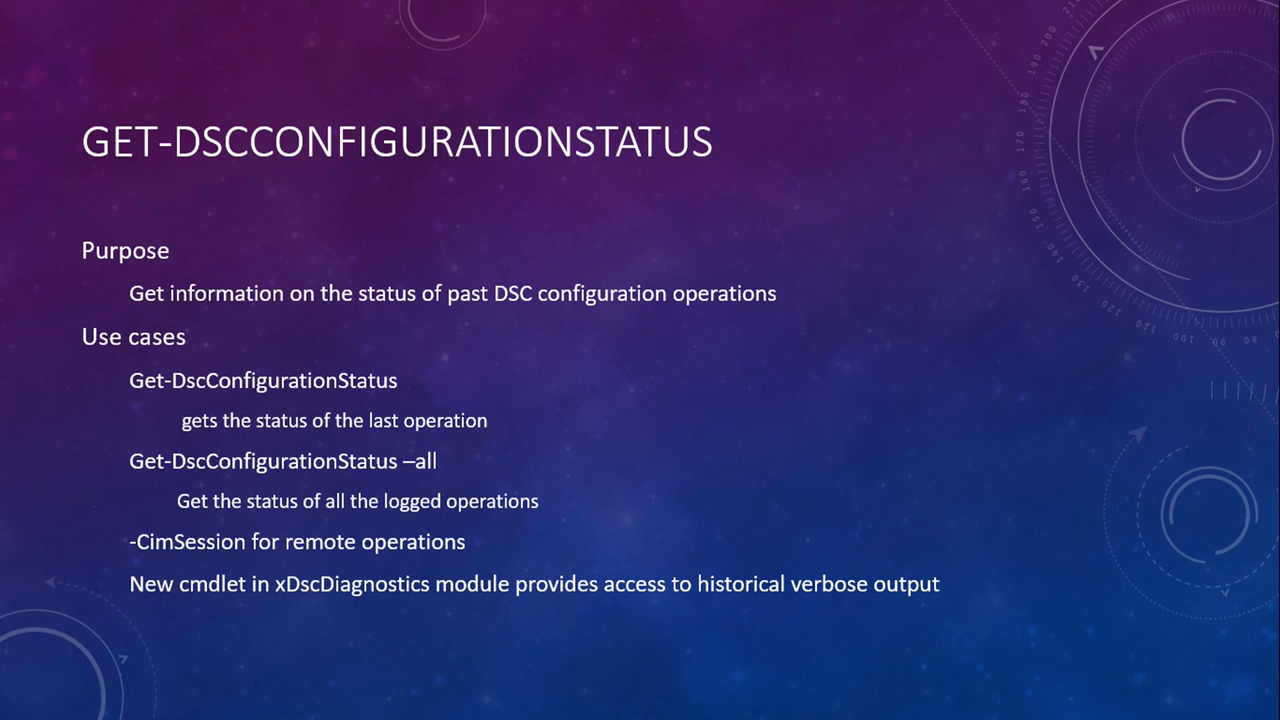 GET-DSCCONFIGURATIONSTATUS
Purpose
Get information on the status of past DSC configuration operations
Use cases
Get-DscConfigurationStatus
gets the status of the last operation
Get-DscConfigurationStatus –all
Get the status of all the logged operations
-CimSession for remote operations
New cmdlet in xDscDiagnostics module provides access to historical verbose output